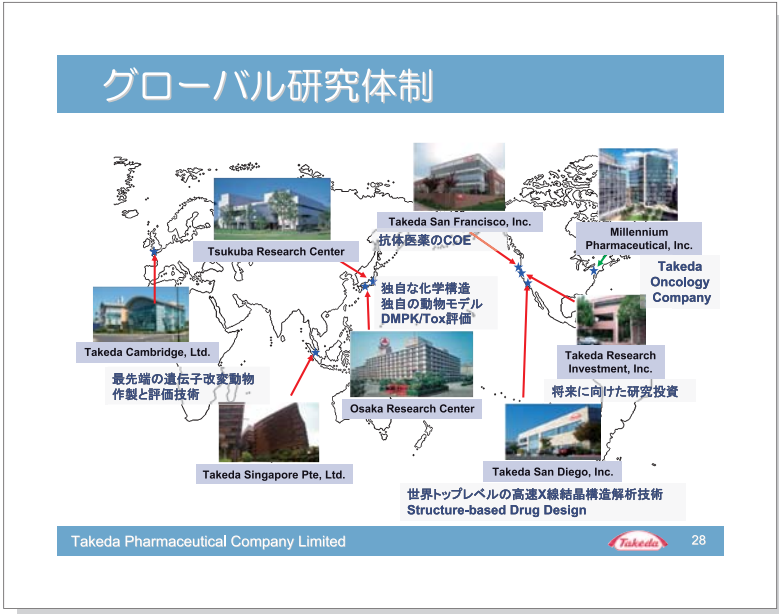 グローバル研究体制
Takeda San Francisco, Inc.
抗体医薬のCOE
Millennium
Pharmaceutical, Inc.
Takeda
Oncology
Company
Tsukuba Research Center
独自な化学構造
独自の動物モデル
DMPK/Tox評価
Takeda Cambridge, Ltd.
最先端の遺伝子改変動物
作製と評価技術
Takeda Research
Investment, Inc.
将来に向けた研究投資
Osaka Research Center
Takeda Singapore Pte, Ltd.
Takeda San Diego, Inc.
世界トップレベルの高速X線結晶構造解析技術
Structure-based Drug Design
Takeda Pharmaceutical Company Limited
Takeda
28